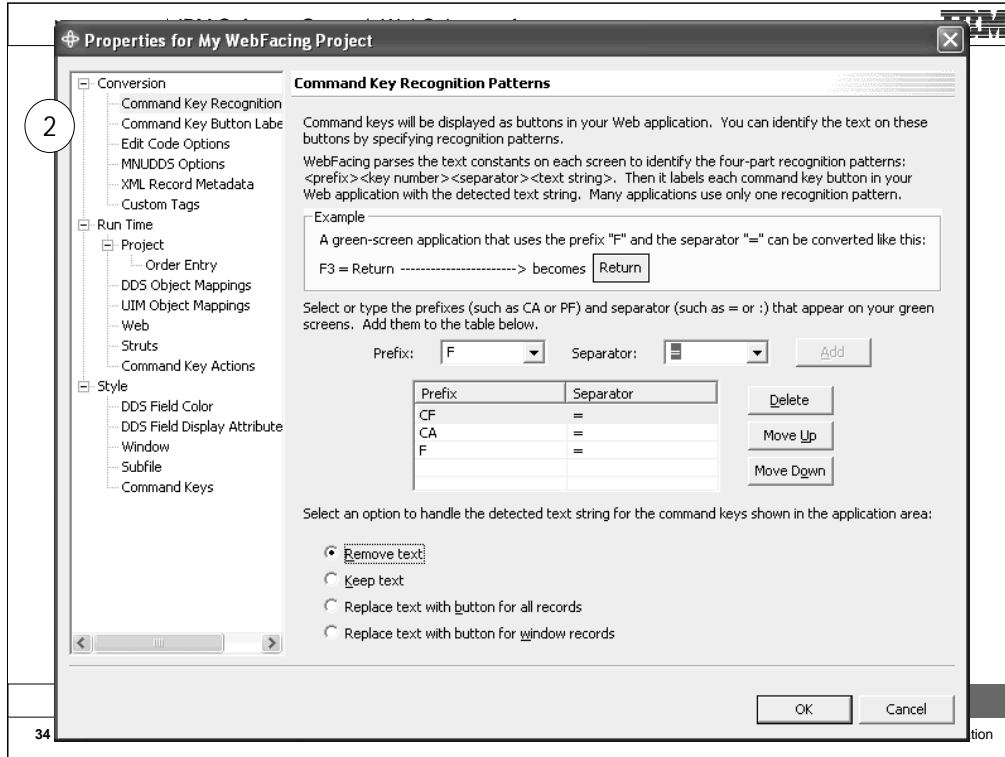 IBM
Properties for My WebFacing Project
2
Conversion
Command Key Recognition
Command Key Button Labe
Edit Code Options
MNUDDS Options
XML Record Metadata
Custom Tags
Run Time
Project
Order Entry
DDS Object Mappings
UIM Object Mappings
Web
Struts
Command Key Actions
Style
DDS Field Color
DDS Field Display Attribute
Window
Subfile
Command Keys
Command Key Recognition Patterns
Command keys will be displayed as buttons in your Web application. You can identify the text on these
buttons by specifying recognition patterns.
WebFacing parses the text constants on each screen to identify the four-part recognition patterns:
<prefix><key number><separator><text string>. Then it labels each command key button in your
Web application with the detected text string. Many applications use only one recognition pattern.
Example
A green-screen application that uses the prefix "F" and the separator "=" can be converted like this:
F3 = Return -----------------------> becomes Return
Select or type the prefixes (such as CA or PF) and separator (such as = or :) that appear on your green
screens. Add them to the table below.
Prefix: F Separator: = Add
Prefix Separator
CF =
CA =
F =
Delete
Move Up
Move Down
Select an option to handle the detected text string for the command keys shown in the application area:
Remove text
Keep text
Replace text with button for all records
Replace text with button for window records
OK Cancel
34
tion